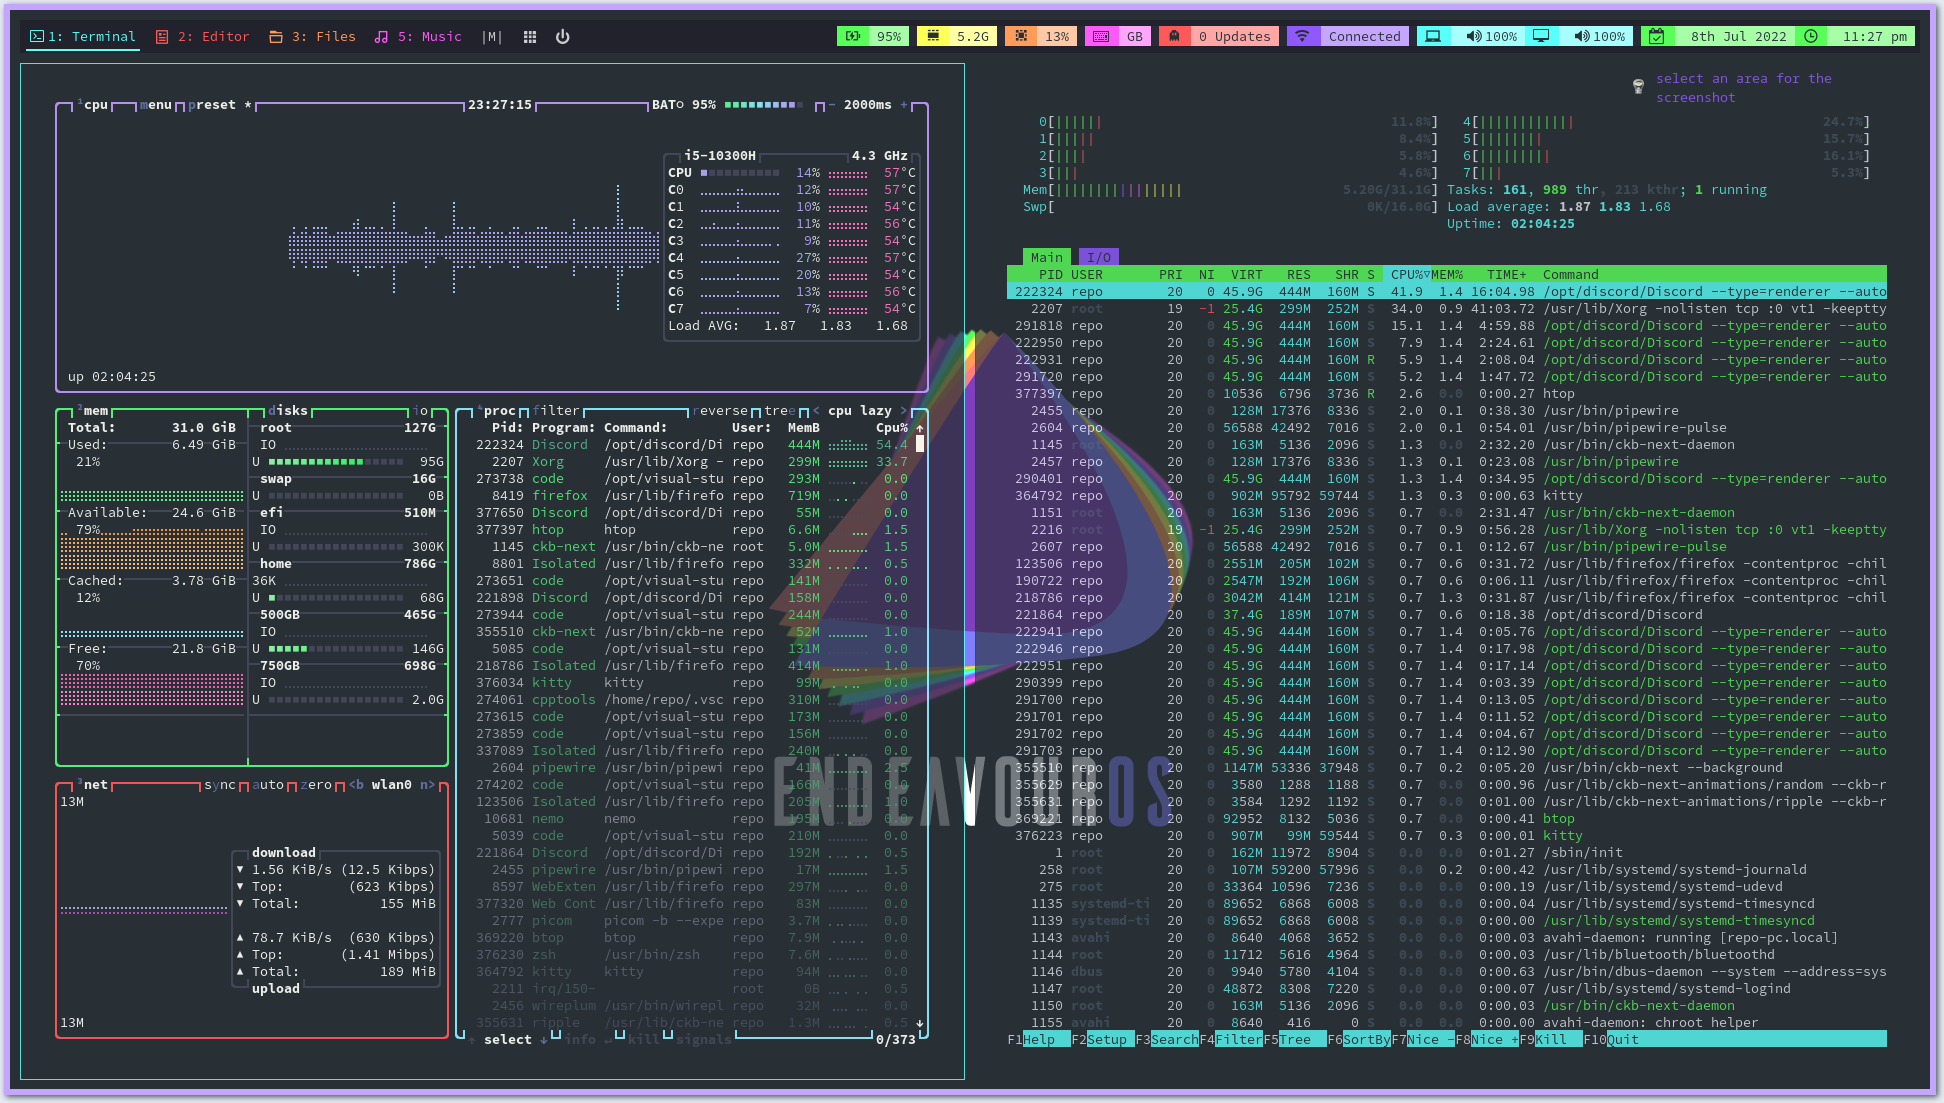 1: Terminal 2: Editor 3: Files 5: Music |M| 95% 5.2G 13% GB 0 Updates Connected 100% 100% 8th Jul 2022 11:27 pm
select an area for the
screenshot
¹cpu menu preset * 23:27:15 BAT 95% - 2000ms +
i5-10300H 4.3 GHz
CPU 14% 57°C
C0 12% 57°C
C1 10% 54°C
C2 11% 56°C
C3 9% 54°C
C4 27% 57°C
C5 20% 54°C
C6 13% 56°C
C7 7% 54°C
Load AVG: 1.87 1.83 1.68
up 02:04:25
²mem disks io
Total: 31.0 GiB
Used: 6.49 GiB
21%
Available: 24.6 GiB
79%
Cached: 3.78 GiB
12%
Free: 21.8 GiB
70%
root 127G
IO
U 95G
swap 16G
U 0B
efi 510M
IO
U 300K
home 786G
36K
U 68G
500GB 465G
IO
U 146G
750GB 698G
IO
U 2.0G
³net sync auto zero <b wlan0 n>
13M
download
▼ 1.56 KiB/s (12.5 Kibps)
▼ Top: (623 Kibps)
▼ Total: 155 MiB
▲ 78.7 KiB/s (630 Kibps)
▲ Top: (1.41 Mibps)
▲ Total: 189 MiB
upload
13M
⁴proc filter reverse tree < cpu lazy >
Pid: Program: Command: User: MemB Cpu% ↑
222324 Discord /opt/discord/Di repo 444M 54.4
2207 Xorg /usr/lib/Xorg - repo 299M 33.7
273738 code /opt/visual-stu repo 293M 0.0
8419 firefox /usr/lib/firefo repo 719M 0.0
377650 Discord /opt/discord/Di repo 55M 0.0
377397 htop htop repo 6.6M 1.5
1145 ckb-next /usr/bin/ckb-ne root 5.0M 1.5
8801 Isolated /usr/lib/firefo repo 332M 0.5
273651 code /opt/visual-stu repo 141M 0.0
221898 Discord /opt/discord/Di repo 158M 0.0
273944 code /opt/visual-stu repo 244M 0.0
355510 ckb-next /usr/bin/ckb-ne repo 52M 1.0
5085 code /opt/visual-stu repo 131M 0.0
218786 Isolated /usr/lib/firefo repo 414M 1.0
376034 kitty kitty repo 99M 0.0
274061 cpptools /home/repo/.vsc repo 310M 0.0
273615 code /opt/visual-stu repo 173M 0.0
273859 code /opt/visual-stu repo 156M 0.0
337089 Isolated /usr/lib/firefo repo 240M 0.0
2604 pipewire /usr/bin/pipewi repo 41M 2.5
274202 code /opt/visual-stu repo 166M 0.0
123506 Isolated /usr/lib/firefo repo 205M 1.0
10681 nemo nemo repo 195M 0.0
5039 code /opt/visual-stu repo 210M 0.0
221864 Discord /opt/discord/Di repo 192M 0.5
2455 pipewire /usr/bin/pipewi repo 17M 1.5
8597 WebExten /usr/lib/firefo repo 297M 0.0
377320 Web Cont /usr/lib/firefo repo 83M 0.0
2777 picom picom -b --expe repo 3.7M 0.0
369220 btop btop repo 7.9M 0.0
376230 zsh /usr/bin/zsh repo 7.6M 0.0
364792 kitty kitty repo 94M 0.0
2211 irq/150- root 0B 0.5
2456 wireplum /usr/bin/wirepl repo 32M 0.0
355631 ripple /usr/lib/ckb-ne repo 1.3M 0.5 ↓
↑ select ↓ info ↵ kill signals 0/373
ENDEAVOUROS
0[ 11.8%] 4[ 24.7%]
1[ 8.4%] 5[ 15.7%]
2[ 5.8%] 6[ 16.1%]
3[ 4.6%] 7[ 5.3%]
Mem[ 5.20G/31.1G] Tasks: 161, 989 thr, 213 kthr; 1 running
Swp[ 0K/16.0G] Load average: 1.87 1.83 1.68
Uptime: 02:04:25
Main I/O
PID USER PRI NI VIRT RES SHR S CPU%▽MEM% TIME+ Command
222324 repo 20 0 45.9G 444M 160M S 41.9 1.4 16:04.98 /opt/discord/Discord --type=renderer --auto
2207 root 19 -1 25.4G 299M 252M S 34.0 0.9 41:03.72 /usr/lib/Xorg -nolisten tcp :0 vt1 -keeptty
291818 repo 20 0 45.9G 444M 160M S 15.1 1.4 4:59.88 /opt/discord/Discord --type=renderer --auto
222950 repo 20 0 45.9G 444M 160M S 7.9 1.4 2:24.61 /opt/discord/Discord --type=renderer --auto
222931 repo 20 0 45.9G 444M 160M R 5.9 1.4 2:08.04 /opt/discord/Discord --type=renderer --auto
291720 repo 20 0 45.9G 444M 160M S 5.2 1.4 1:47.72 /opt/discord/Discord --type=renderer --auto
377397 repo 20 0 10536 6796 3736 R 2.6 0.0 0:00.27 htop
2455 repo 20 0 128M 17376 8336 S 2.0 0.1 0:38.30 /usr/bin/pipewire
2604 repo 20 0 56588 42492 7016 S 2.0 0.1 0:54.01 /usr/bin/pipewire-pulse
1145 root 20 0 163M 5136 2096 S 1.3 0.0 2:32.20 /usr/bin/ckb-next-daemon
2457 repo 20 0 128M 17376 8336 S 1.3 0.1 0:23.08 /usr/bin/pipewire
290401 repo 20 0 45.9G 444M 160M S 1.3 1.4 0:34.95 /opt/discord/Discord --type=renderer --auto
364792 repo 20 0 902M 95792 59744 S 1.3 0.3 0:00.63 kitty
1151 root 20 0 163M 5136 2096 S 0.7 0.0 2:31.47 /usr/bin/ckb-next-daemon
2216 root 19 -1 25.4G 299M 252M S 0.7 0.9 0:56.28 /usr/lib/Xorg -nolisten tcp :0 vt1 -keeptty
2607 repo 20 0 56588 42492 7016 S 0.7 0.1 0:12.67 /usr/bin/pipewire-pulse
123506 repo 20 0 2551M 205M 102M S 0.7 0.6 0:31.72 /usr/lib/firefox/firefox -contentproc -chil
190722 repo 20 0 2547M 192M 106M S 0.7 0.6 0:06.11 /usr/lib/firefox/firefox -contentproc -chil
218786 repo 20 0 3042M 414M 121M S 0.7 1.3 0:31.87 /usr/lib/firefox/firefox -contentproc -chil
221864 repo 20 0 37.4G 189M 107M S 0.7 0.6 0:18.38 /opt/discord/Discord
222941 repo 20 0 45.9G 444M 160M S 0.7 1.4 0:05.76 /opt/discord/Discord --type=renderer --auto
222946 repo 20 0 45.9G 444M 160M S 0.7 1.4 0:17.98 /opt/discord/Discord --type=renderer --auto
222951 repo 20 0 45.9G 444M 160M S 0.7 1.4 0:17.14 /opt/discord/Discord --type=renderer --auto
290399 repo 20 0 45.9G 444M 160M S 0.7 1.4 0:03.39 /opt/discord/Discord --type=renderer --auto
291700 repo 20 0 45.9G 444M 160M S 0.7 1.4 0:13.05 /opt/discord/Discord --type=renderer --auto
291701 repo 20 0 45.9G 444M 160M S 0.7 1.4 0:11.52 /opt/discord/Discord --type=renderer --auto
291702 repo 20 0 45.9G 444M 160M S 0.7 1.4 0:04.67 /opt/discord/Discord --type=renderer --auto
291703 repo 20 0 45.9G 444M 160M S 0.7 1.4 0:12.90 /opt/discord/Discord --type=renderer --auto
355510 repo 20 0 1147M 53336 37948 S 0.7 0.2 0:05.20 /usr/bin/ckb-next --background
355629 repo 20 0 3580 1288 1188 S 0.7 0.0 0:00.96 /usr/lib/ckb-next-animations/random --ckb-r
355631 repo 20 0 3584 1292 1192 S 0.7 0.0 0:01.00 /usr/lib/ckb-next-animations/ripple --ckb-r
369221 repo 20 0 92952 8132 5036 S 0.7 0.0 0:00.41 btop
376223 repo 20 0 907M 99M 59544 S 0.7 0.3 0:00.01 kitty
1 root 20 0 162M 11972 8904 S 0.0 0.0 0:01.27 /sbin/init
258 root 20 0 107M 59200 57996 S 0.0 0.2 0:00.42 /usr/lib/systemd/systemd-journald
275 root 20 0 33364 10596 7236 S 0.0 0.0 0:00.19 /usr/lib/systemd/systemd-udevd
1135 systemd-ti 20 0 89652 6868 6008 S 0.0 0.0 0:00.04 /usr/lib/systemd/systemd-timesyncd
1139 systemd-ti 20 0 89652 6868 6008 S 0.0 0.0 0:00.00 /usr/lib/systemd/systemd-timesyncd
1143 avahi 20 0 8640 4068 3652 S 0.0 0.0 0:00.03 avahi-daemon: running [repo-pc.local]
1144 root 20 0 11712 5616 4964 S 0.0 0.0 0:00.03 /usr/lib/bluetooth/bluetoothd
1146 dbus 20 0 9940 5780 4104 S 0.0 0.0 0:00.63 /usr/bin/dbus-daemon --system --address=sys
1147 root 20 0 48872 8308 7220 S 0.0 0.0 0:00.07 /usr/lib/systemd/systemd-logind
1150 root 20 0 163M 5136 2096 S 0.0 0.0 0:00.03 /usr/bin/ckb-next-daemon
1155 avahi 20 0 8640 416 0 S 0.0 0.0 0:00.00 avahi-daemon: chroot helper
F1Help F2Setup F3SearchF4FilterF5Tree F6SortByF7Nice -F8Nice +F9Kill F10Quit